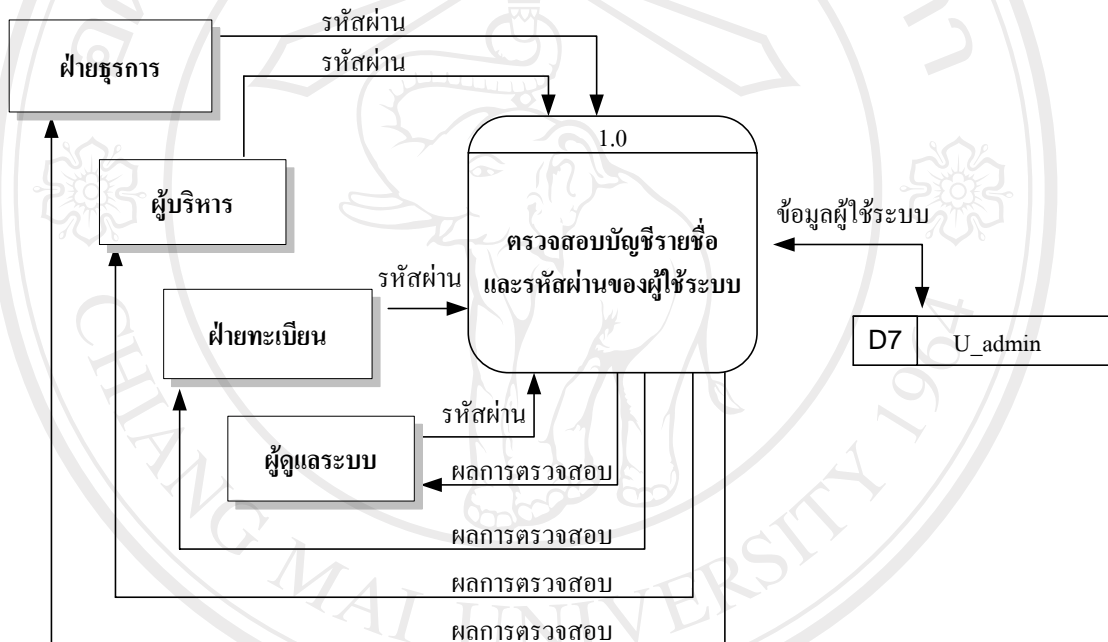 รหัสผ่าน
ฝ่ายธุรการ
รหัสผ่าน
1.0
ผู้บริหาร
ข้อมูลผู้ใช้ระบบ
ตรวจสอบบัญชีรายชื่อ
และรหัสผ่านของผู้ใช้ระบบ
รหัสผ่าน
ฝ่ายทะเบียน
D7 U_admin
รหัสผ่าน
ผู้ดูแลระบบ
ผลการตรวจสอบ
ผลการตรวจสอบ
ผลการตรวจสอบ
ผลการตรวจสอบ
CHIANG MAI UNIVERSITY 1964